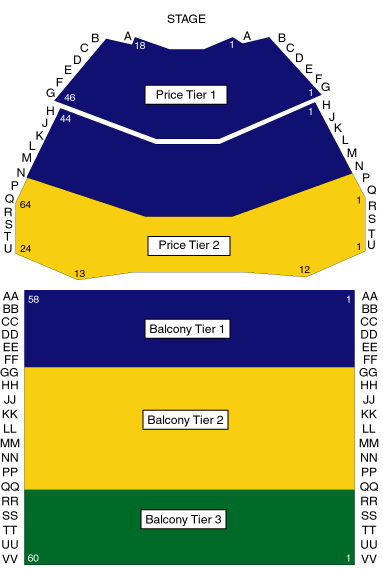 STAGE
B A 18 1 A B
C C
D D
E E
F F
G 46 Price Tier 1 1 G
H 44 1 H
J J
K K
L L
M M
N N
P P
Q 64 1 Q
R R
S S
T Price Tier 2 T
U 24 1 U
13 12
AA 58 1 AA
BB BB
CC CC
DD Balcony Tier 1 DD
EE EE
FF FF
GG GG
HH HH
JJ JJ
KK Balcony Tier 2 KK
LL LL
MM MM
NN NN
PP PP
QQ QQ
RR RR
SS Balcony Tier 3 SS
TT TT
UU UU
VV 60 1 VV